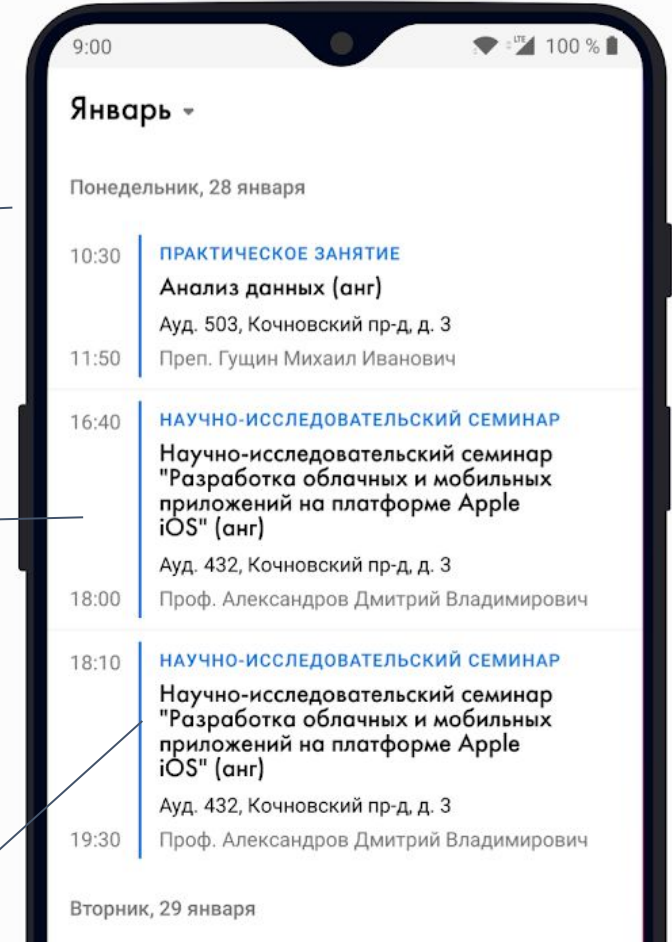 9:00
LTE 100 %
Январь
Понедельник, 28 января
10:30 ПРАКТИЧЕСКОЕ ЗАНЯТИЕ
Анализ данных (анг)
Ауд. 503, Кочновский пр-д, д. 3
11:50 Преп. Гущин Михаил Иванович
16:40 НАУЧНО-ИССЛЕДОВАТЕЛЬСКИЙ СЕМИНАР
Научно-исследовательский семинар
"Разработка облачных и мобильных
приложений на платформе Apple
iOS" (анг)
Ауд. 432, Кочновский пр-д, д. 3
18:00 Проф. Александров Дмитрий Владимирович
18:10 НАУЧНО-ИССЛЕДОВАТЕЛЬСКИЙ СЕМИНАР
Научно-исследовательский семинар
"Разработка облачных и мобильных
приложений на платформе Apple
iOS" (анг)
Ауд. 432, Кочновский пр-д, д. 3
19:30 Проф. Александров Дмитрий Владимирович
Вторник, 29 января